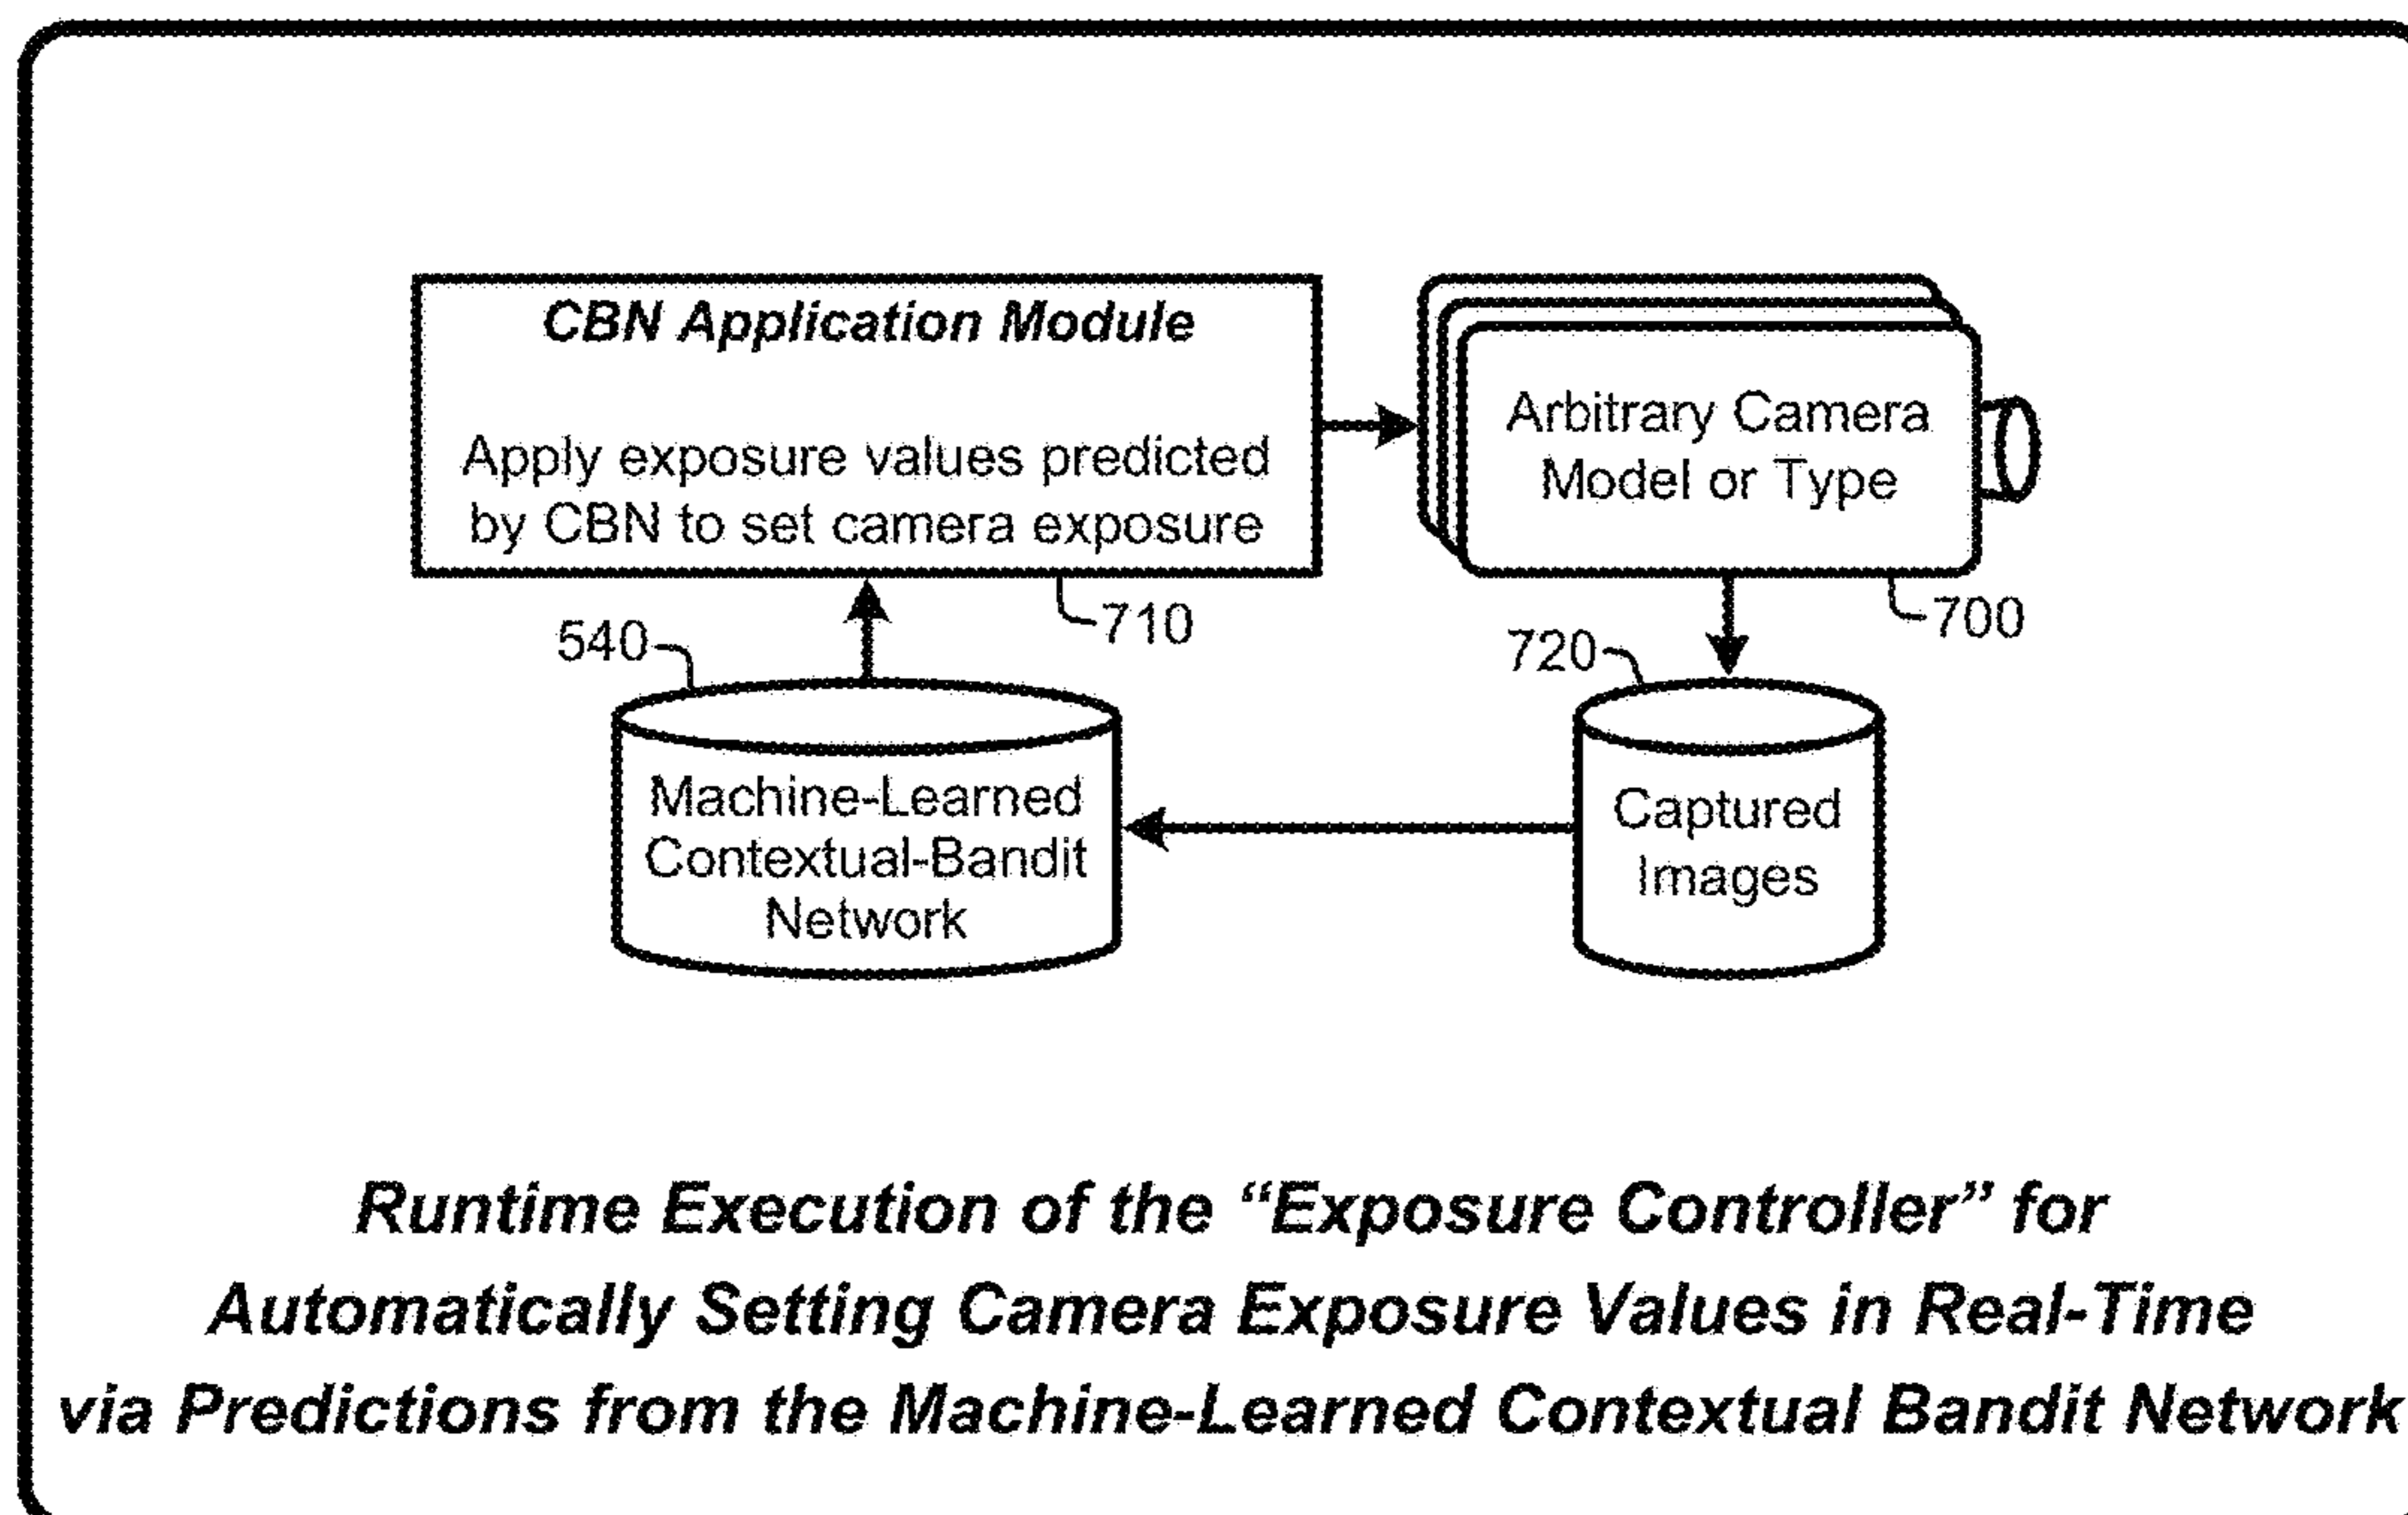 CBN Application Module
Apply exposure values predicted
by CBN to set camera exposure
Arbitrary Camera
Model or Type
710
700
540
720
Machine-Learned
Contextual-Bandit
Network
Captured
Images
Runtime Execution of the “Exposure Controller” for
Automatically Setting Camera Exposure Values in Real-Time
via Predictions from the Machine-Learned Contextual Bandit Network